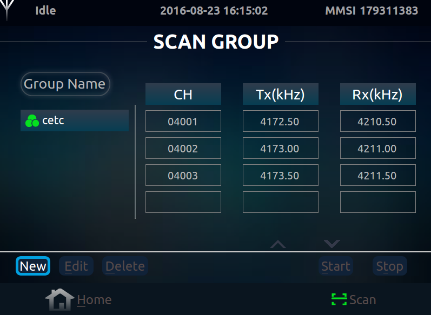 Idle 2016-08-23 16:15:02 MMSI 179311383
SCAN GROUP
Group Name
CH Tx(kHz) Rx(kHz)
cetc
04001 4172.50 4210.50
04002 4173.00 4211.00
04003 4173.50 4211.50
New Edit Delete Start Stop
Home Scan